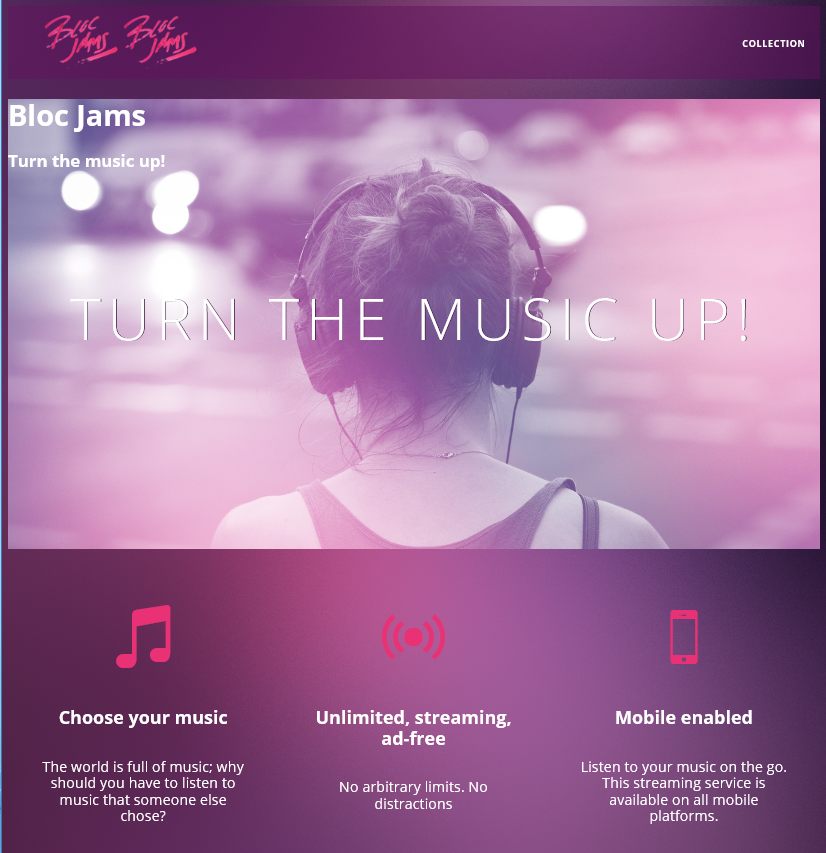 Bloc Jams Bloc Jams
COLLECTION
Bloc Jams
Turn the music up!
TURN THE MUSIC UP!
Choose your music
The world is full of music; why
should you have to listen to
music that someone else
chose?
Unlimited, streaming,
ad-free
No arbitrary limits. No
distractions
Mobile enabled
Listen to your music on the go.
This streaming service is
available on all mobile
platforms.